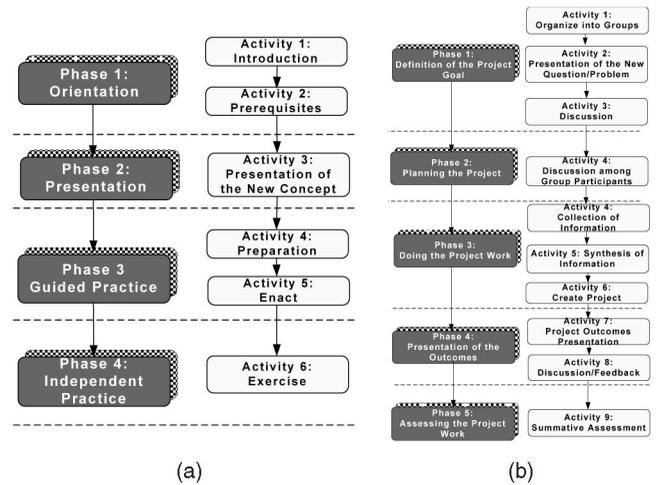 Phase 1:
Orientation
Phase 2:
Presentation
Phase 3
Guided Practice
Phase 4:
Independent
Practice
Activity 1:
Introduction
Activity 2:
Prerequisites
Activity 3:
Presentation of
the New Concept
Activity 4:
Preparation
Activity 5:
Enact
Activity 6:
Exercise
(a)
Phase 1:
Definition of the Project
Goal
Phase 2:
Planning the Project
Phase 3:
Doing the Project Work
Phase 4:
Presentation of the
Outcomes
Phase 5:
Assessing the Project
Work
Activity 1:
Organize into Groups
Activity 2:
Presentation of the New
Question/Problem
Activity 3:
Discussion
Activity 4:
Discussion among
Group Participants
Activity 4:
Collection of
Information
Activity 5: Synthesis of
Information
Activity 6:
Create Project
Activity 7:
Project Outcomes
Presentation
Activity 8:
Discussion/Feedback
Activity 9:
Summative Assessment
(b)